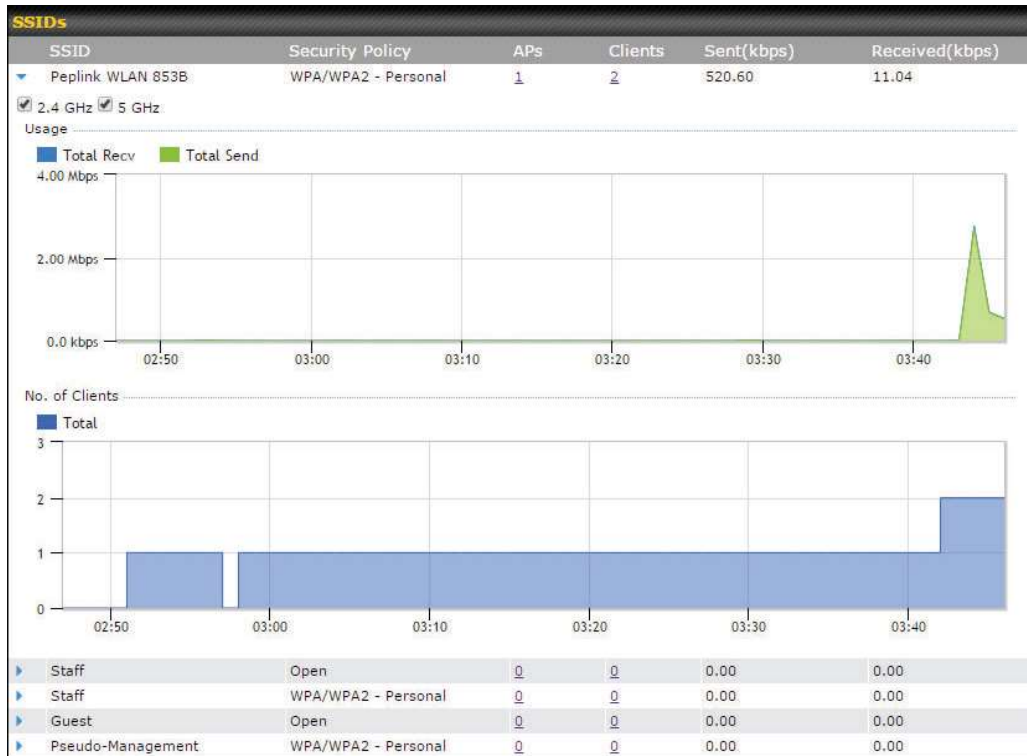 SSIDs
SSID Security Policy APs Clients Sent(kbps) Received(kbps)
Peplink WLAN 853B WPA/WPA2 - Personal 1 2 520.60 11.04
2.4 GHz 5 GHz
Usage
Total Recv Total Send
4.00 Mbps
2.00 Mbps
0.0 kbps
02:50 03:00 03:10 03:20 03:30 03:40
No. of Clients
Total
3
2
1
0
02:50 03:00 03:10 03:20 03:30 03:40
Staff Open 0 0 0.00 0.00
Staff WPA/WPA2 - Personal 0 0 0.00 0.00
Guest Open 0 0 0.00 0.00
Pseudo-Management WPA/WPA2 - Personal 0 0 0.00 0.00